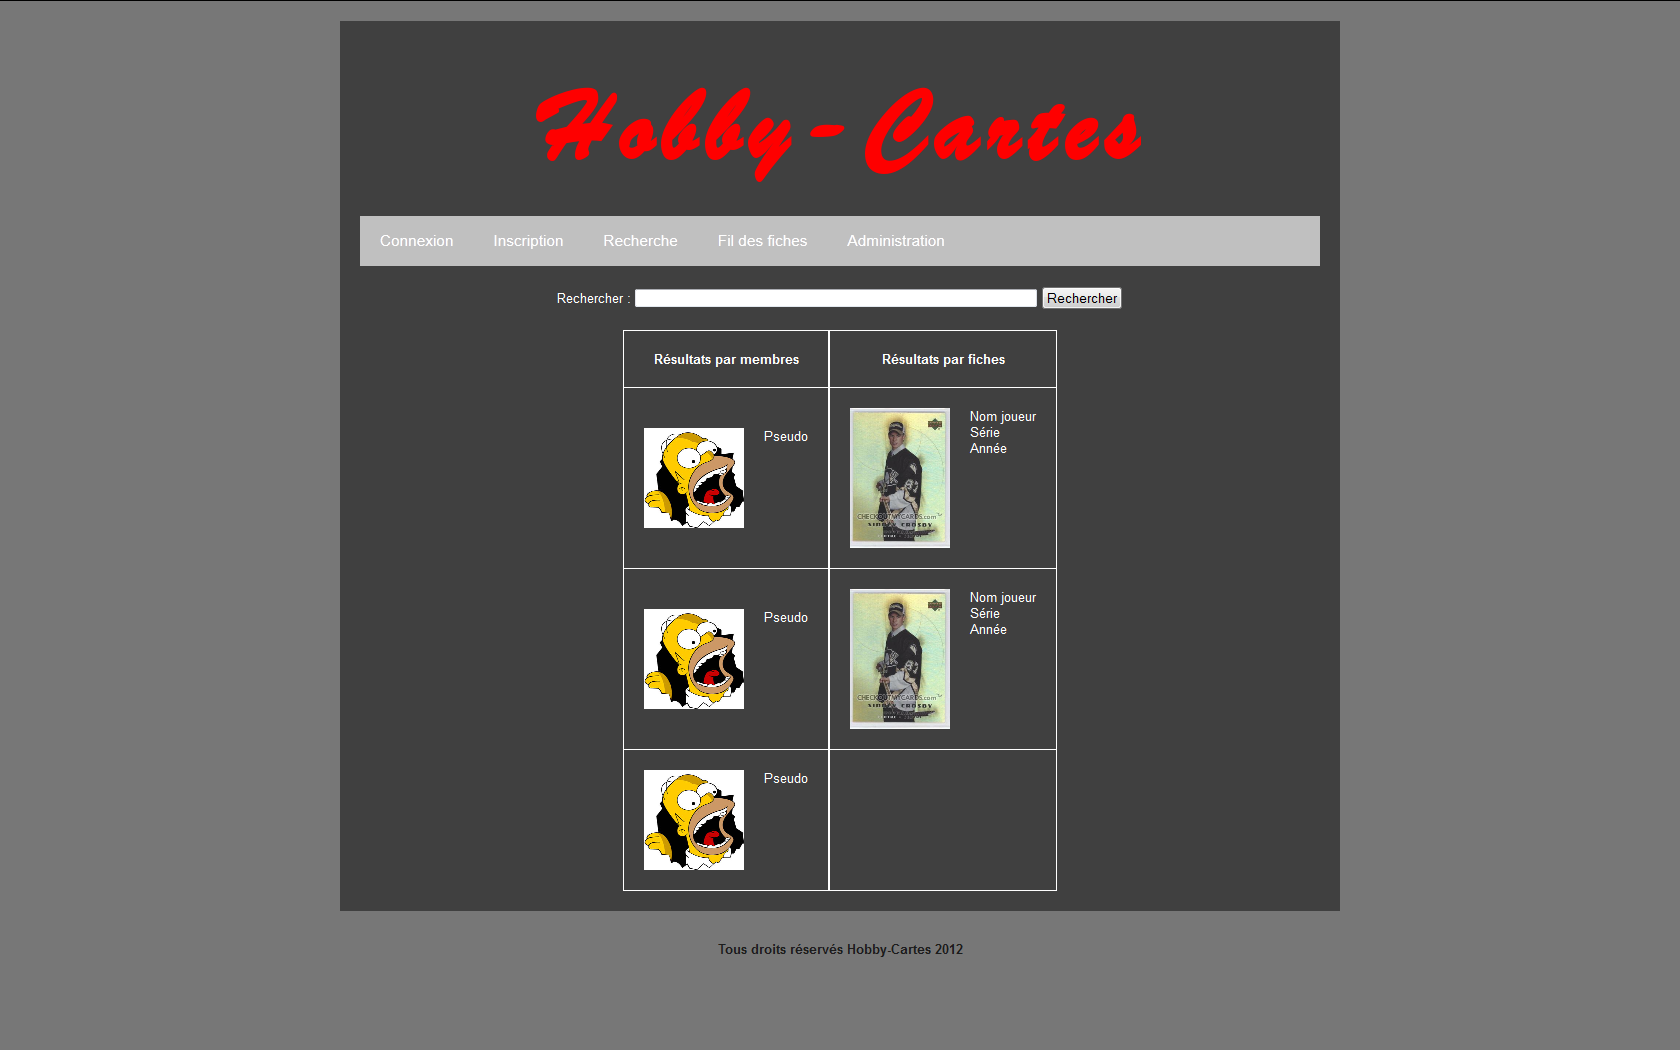 Hobby-Cartes
Connexion Inscription Recherche Fil des fiches Administration
Rechercher : Rechercher
Résultats par membres Résultats par fiches
Pseudo
Nom joueur
Série
Année
CHECKOUTMYCARDS.com
SIDNEY CROSBY
Pseudo
Nom joueur
Série
Année
CHECKOUTMYCARDS.com
SIDNEY CROSBY
Pseudo
Tous droits réservés Hobby-Cartes 2012